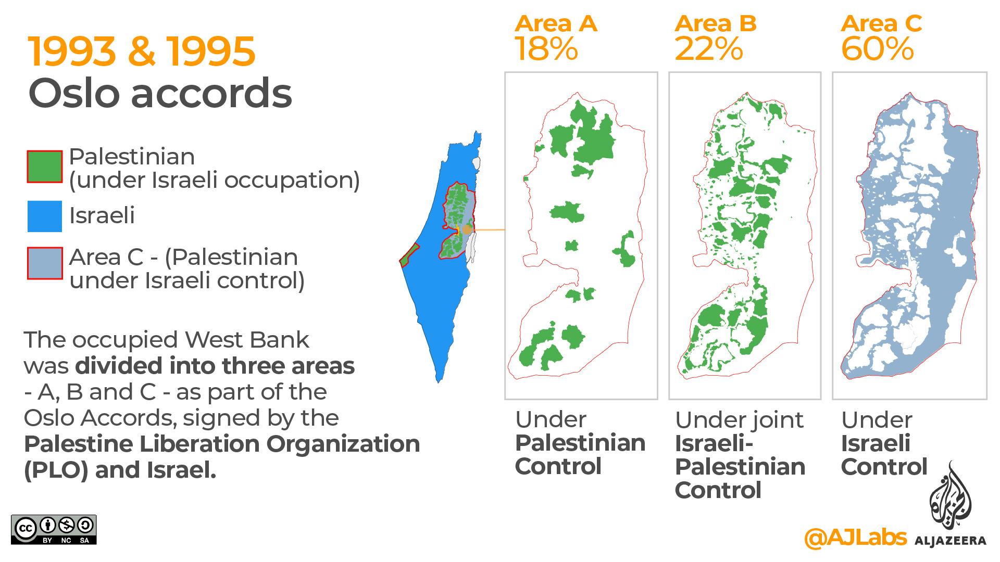 1993 & 1995
Oslo accords
Palestinian
(under Israeli occupation)
Israeli
Area C - (Palestinian
under Israeli control)
The occupied West Bank
was divided into three areas
- A, B and C - as part of the
Oslo Accords, signed by the
Palestine Liberation Organization
(PLO) and Israel.
Area A
18%
Under
Palestinian
Control
Area B
22%
Under joint
Israeli-
Palestinian
Control
Area C
60%
Under
Israeli
Control
cc
BY NC SA
@AJLabs
الجزيرة
ALJAZEERA